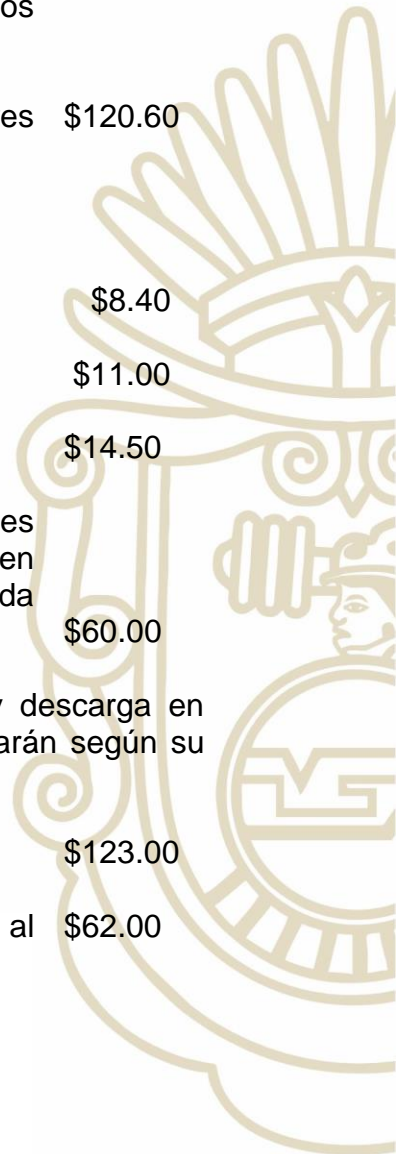 os
es $120.60
$8.40
$11.00
$14.50
es
en
da
$60.00
descarga en
arán según su
$123.00
al $62.00